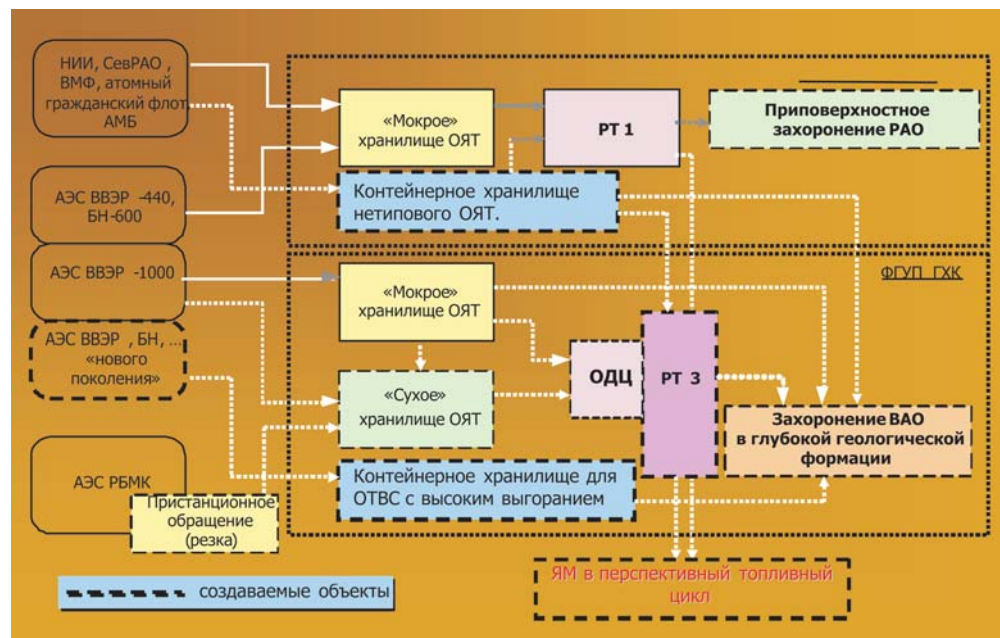 НИИ, СевРАО ,
ВМФ, атомный
гражданский флот,
АМБ
АЭС ВВЭР -440,
БН-600
АЭС ВВЭР -1000
АЭС ВВЭР , БН, ...
«нового
поколения»
АЭС РБМК
Пристанционное
обращение
(резка)
«Мокрое»
хранилище ОЯТ
РТ 1
Приповерхностное
захоронение РАО
Контейнерное хранилище
нетипового ОЯТ.
ФГУП ГХК
«Мокрое»
хранилище ОЯТ
«Сухое»
хранилище ОЯТ
ОДЦ
РТ 3
Захоронение ВАО
в глубокой геологической
формации
Контейнерное хранилище для
ОТВС с высоким выгоранием
ЯМ в перспективный топливный
цикл
создаваемые объекты